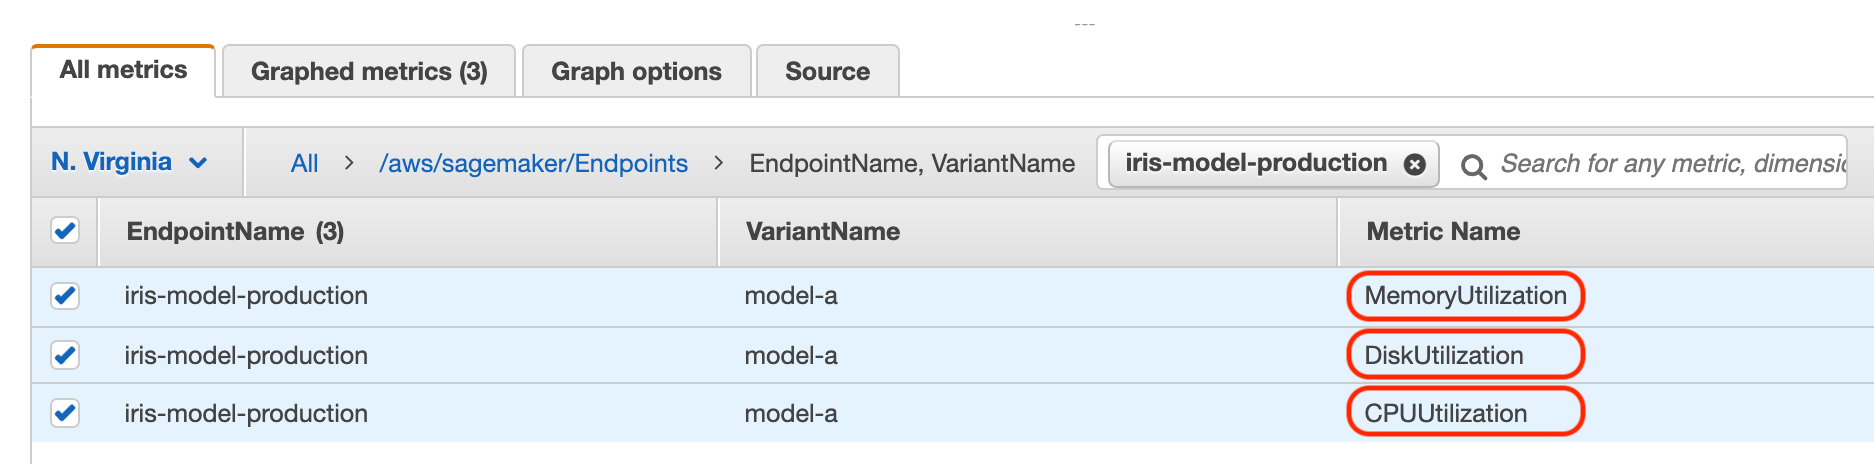 ---
All metrics Graphed metrics (3) Graph options Source
N. Virginia All > /aws/sagemaker/Endpoints > EndpointName, VariantName iris-model-production Search for any metric, dimensi
EndpointName (3) VariantName Metric Name
iris-model-production model-a MemoryUtilization
iris-model-production model-a DiskUtilization
iris-model-production model-a CPUUtilization